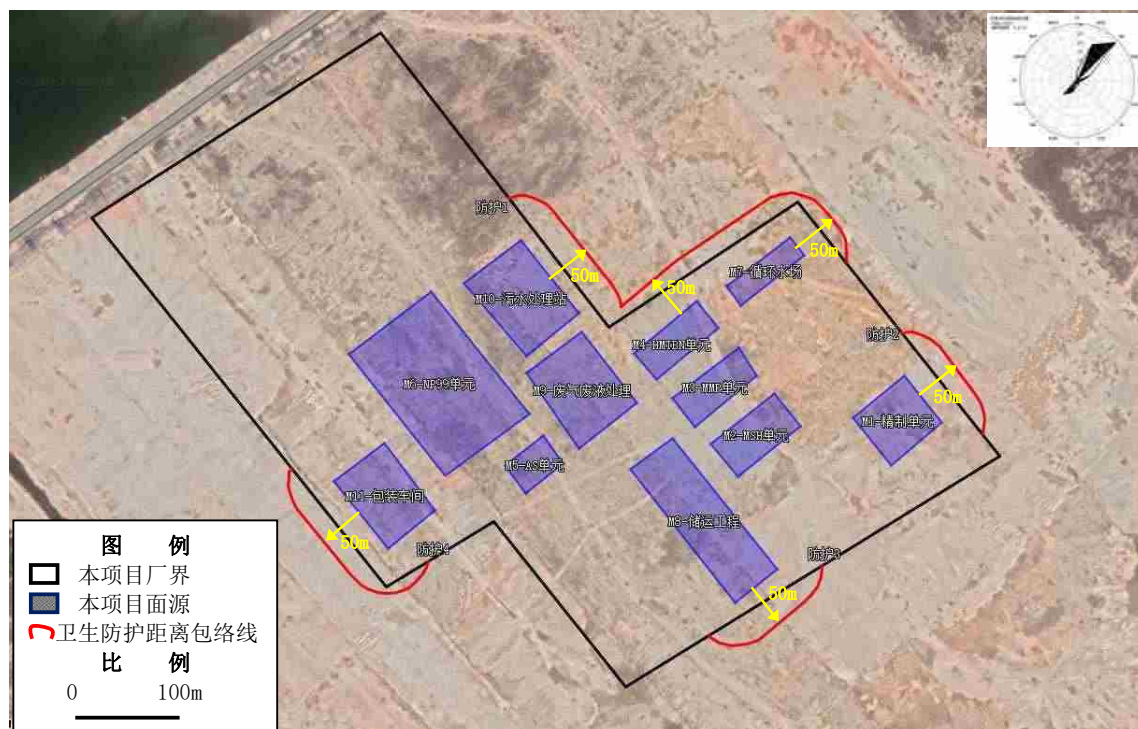 防护1
50m
M7-循环水场
50m
M10-污水处理站
50m
M4-HMTBN单元
防护2
M6-NP99单元
M9-废气废液处理
M3-MMP单元
50m
M1-精制单元
M2-MSH单元
M5-AS单元
M11-包装车间
M8-储运工程
50m
防护4
防护3
50m
图 例
本项目厂界
本项目面源
卫生防护距离包络线
比 例
0 100m